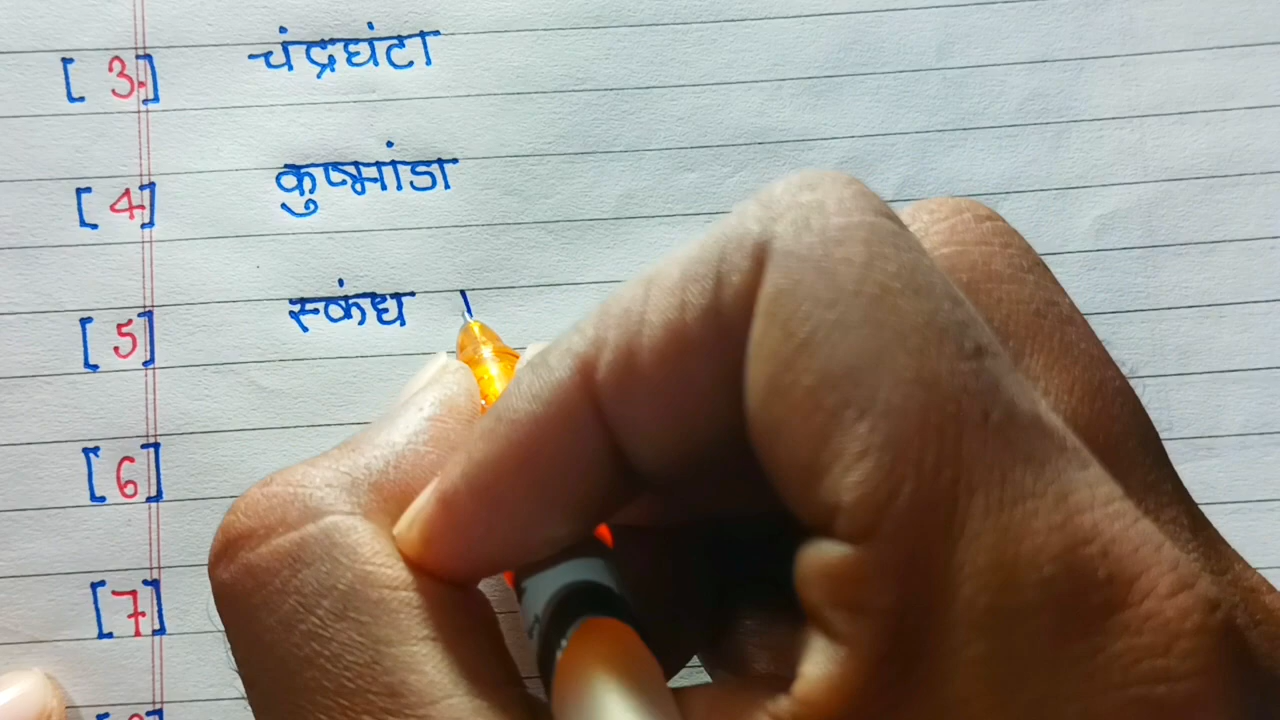 [3.] चंद्रघंटा
[4] कुष्मांडा
[5] स्कंध
[6]
[7]